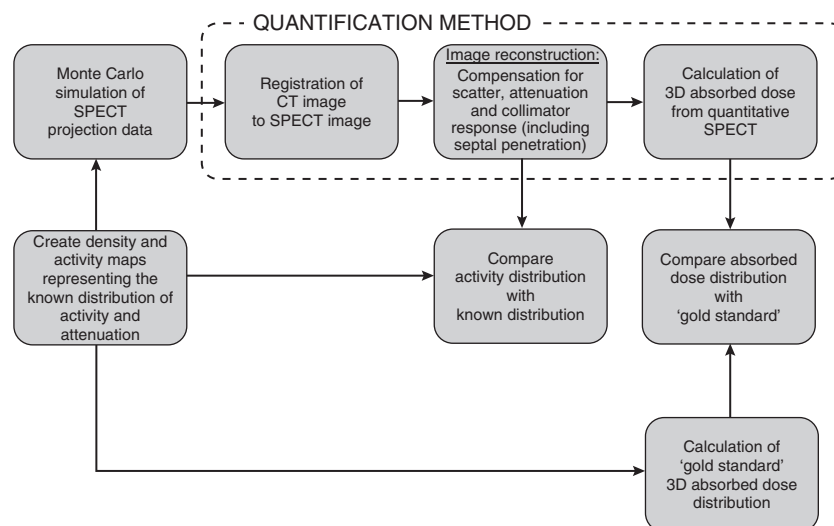 QUANTIFICATION METHOD
Monte Carlo
simulation of
SPECT
projection data
Registration of
CT image
to SPECT image
Image reconstruction:
Compensation for
scatter, attenuation
and collimator
response (including
septal penetration)
Calculation of
3D absorbed dose
from quantitative
SPECT
Create density and
activity maps
representing the
known distribution of
activity and
attenuation
Compare
activity distribution
with
known distribution
Compare absorbed
dose distribution
with
‘gold standard’
Calculation of
‘gold standard’
3D absorbed dose
distribution